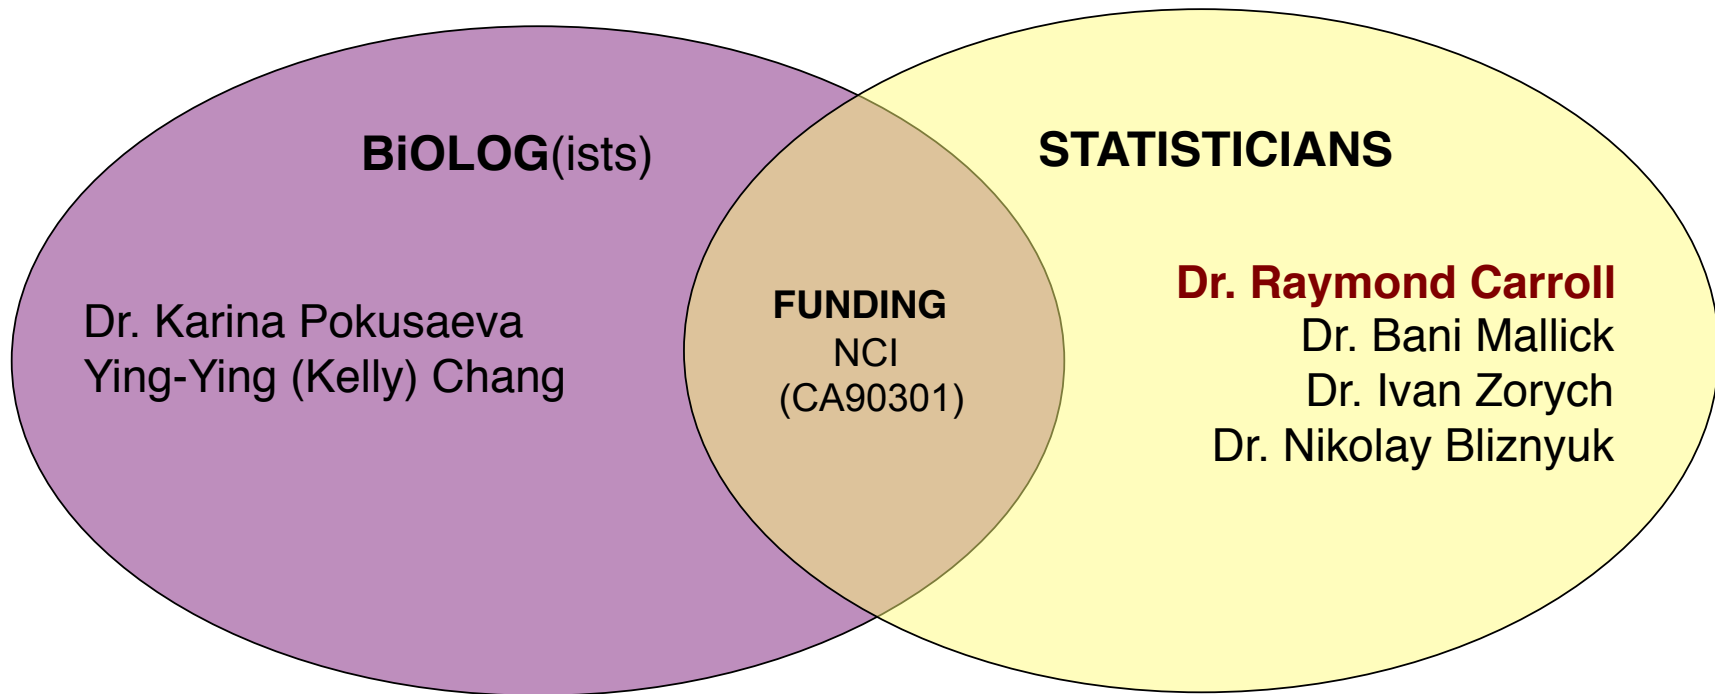 BiOLOG(ists)
Dr. Karina Pokusaeva
Ying-Ying (Kelly) Chang
FUNDING
NCI
(CA90301)
STATISTICIANS
Dr. Raymond Carroll
Dr. Bani Mallick
Dr. Ivan Zorych
Dr. Nikolay Bliznyuk